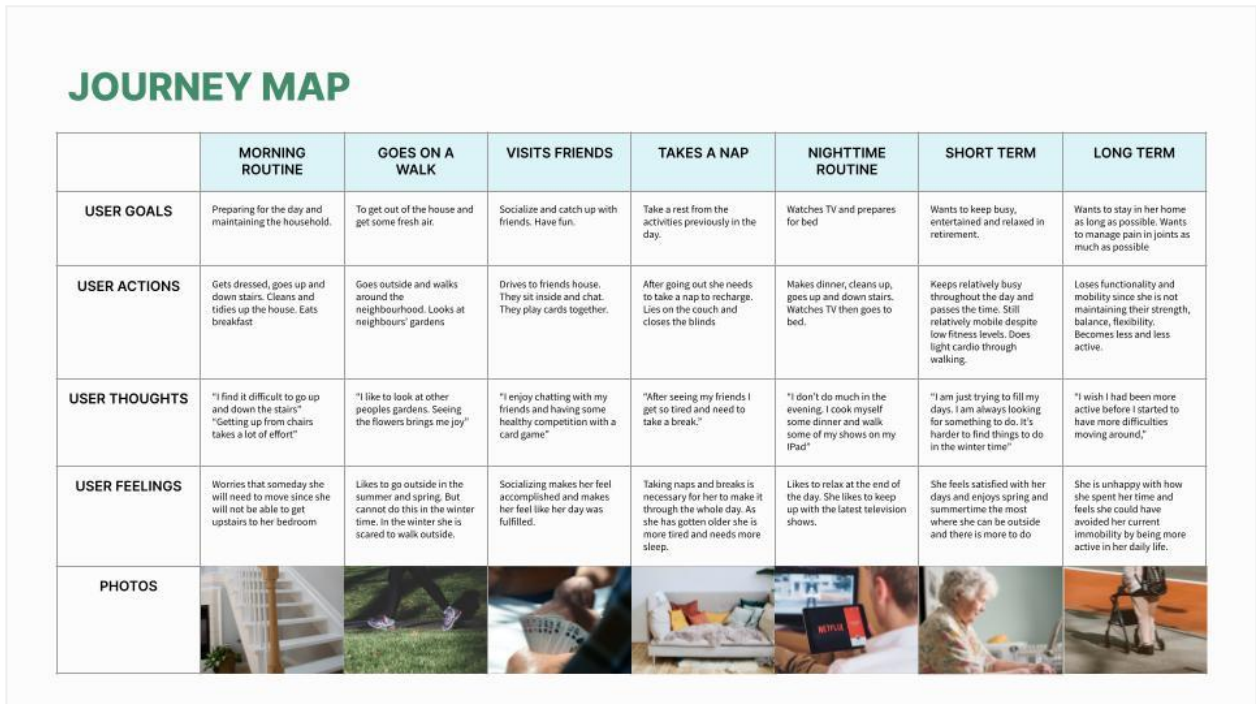 JOURNEY MAP
MORNING
ROUTINE
GOES ON A
WALK
VISITS FRIENDS
TAKES A NAP
NIGHTTIME
ROUTINE
SHORT TERM
LONG TERM
USER GOALS
Preparing for the day and
maintaining the household.
To get out of the house and
get some fresh air.
Socialize and catch up with
friends. Have fun.
Take a rest from the
activities previously in the
day.
Watches TV and prepares
for bed
Wants to keep busy,
entertained and relaxed in
retirement.
Wants to stay in her home
as long as possible. Wants
to manage pain in joints as
much as possible
USER ACTIONS
Gets dressed, goes up and
down stairs. Cleans and
tidies up the house. Eats
breakfast
Goes outside and walks
around the
neighbourhood. Looks at
neighbours' gardens
Drives to friends house.
They sit inside and chat.
They play cards together.
After going out she needs
to take a nap to recharge.
Lies on the couch and
closes the blinds
Makes dinner, cleans up,
goes up and down stairs.
Watches TV then goes to
bed.
Keeps relatively busy
throughout the day and
passes the time. Still
relatively mobile despite
low fitness levels. Does
light cardio through
walking.
Loses functionality and
mobility since she is not
maintaining their strength,
balance, flexibility.
Becomes less and less
active.
USER THOUGHTS
"I find it difficult to go up
and down the stairs"
"Getting up from chairs
takes a lot of effort"
"I like to look at other
peoples gardens. Seeing
the flowers brings me joy"
"I enjoy chatting with my
friends and having some
healthy competition with a
card game"
"After seeing my friends I
get so tired and need to
take a break."
"I don't do much in the
evening. I cook myself
some dinner and walk
some of my shows on my
IPad"
"I am just trying to fill my
days. I am always looking
for something to do. It's
harder to find things to do
in the winter time"
"I wish I had been more
active before I started to
have more difficulties
moving around,"
USER FEELINGS
Worries that someday she
will need to move since she
will not be able to get
upstairs to her bedroom
Likes to go outside in the
summer and spring. But
cannot do this in the winter
time. In the winter she is
scared to walk outside.
Socializing makes her feel
accomplished and makes
her feel like her day was
fulfilled.
Taking naps and breaks is
necessary for her to make it
through the whole day. As
she has gotten older she is
more tired and needs more
sleep.
Likes to relax at the end of
the day. She likes to keep
up with the latest television
shows.
She feels satisfied with her
days and enjoys spring and
summertime the most
where she can be outside
and there is more to do
She is unhappy with how
she spent her time and
feels she could have
avoided her current
immobility by being more
active in her daily life.
PHOTOS
NETFLIX